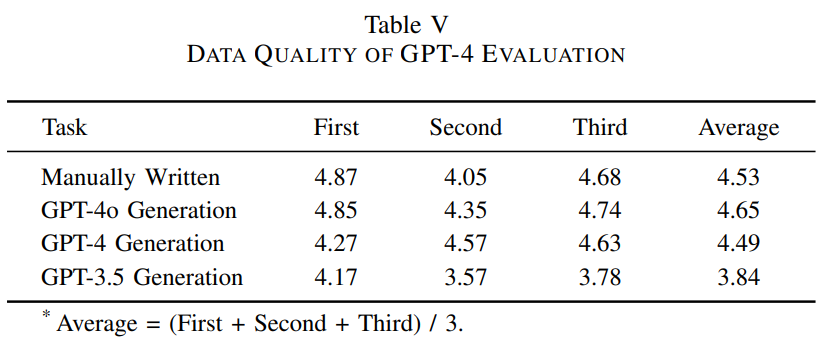 Table V
DATA QUALITY OF GPT-4 EVALUATION
Task First Second Third Average
Manually Written 4.87 4.05 4.68 4.53
GPT-4o Generation 4.85 4.35 4.74 4.65
GPT-4 Generation 4.27 4.57 4.63 4.49
GPT-3.5 Generation 4.17 3.57 3.78 3.84
* Average = (First + Second + Third) / 3.